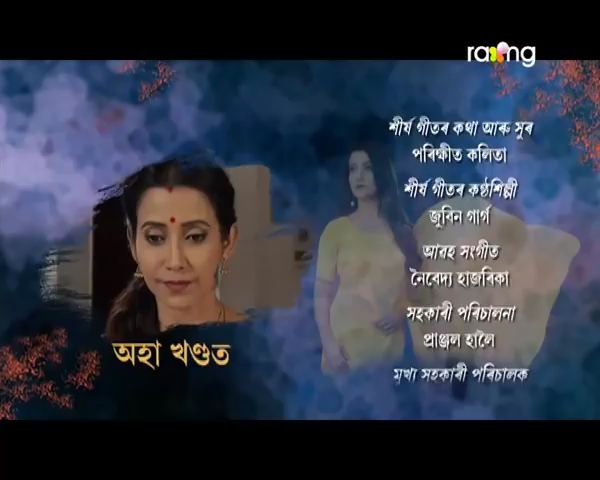 rang
শীৰ্ষ গীতৰ কথা আৰু সুৰ
পৰিক্ষীত কলিতা
শীৰ্ষ গীতৰ কণ্ঠশিল্পী
জুবিন গাৰ্গ
আৱহ সংগীত
নৈবেদ্য হাজৰিকা
সহকাৰী পৰিচালনা
প্ৰাঞ্জল হালৈ
মুখ্য সহকাৰী পৰিচালক
অহা খণ্ডত